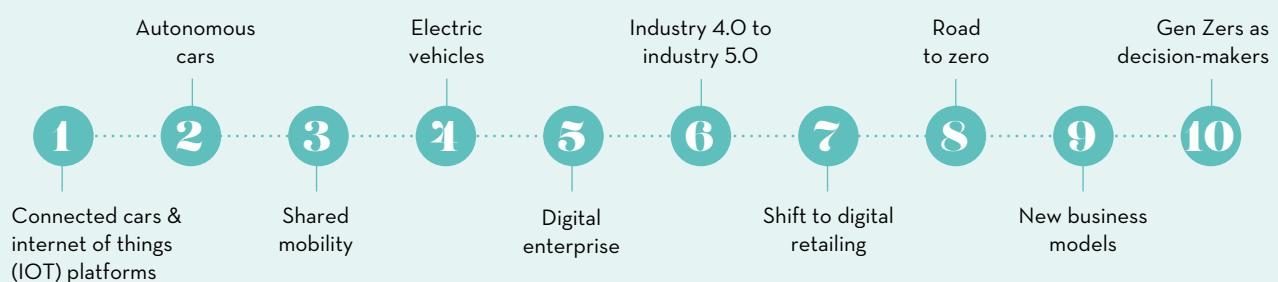 1
Connected cars &
internet of things
(IOT) platforms
2
Autonomous
cars
3
Shared
mobility
4
Electric
vehicles
5
Digital
enterprise
6
Industry 4.0 to
industry 5.0
7
Shift to digital
retailing
8
Road
to zero
9
New business
models
10
Gen Zers as
decision-makers